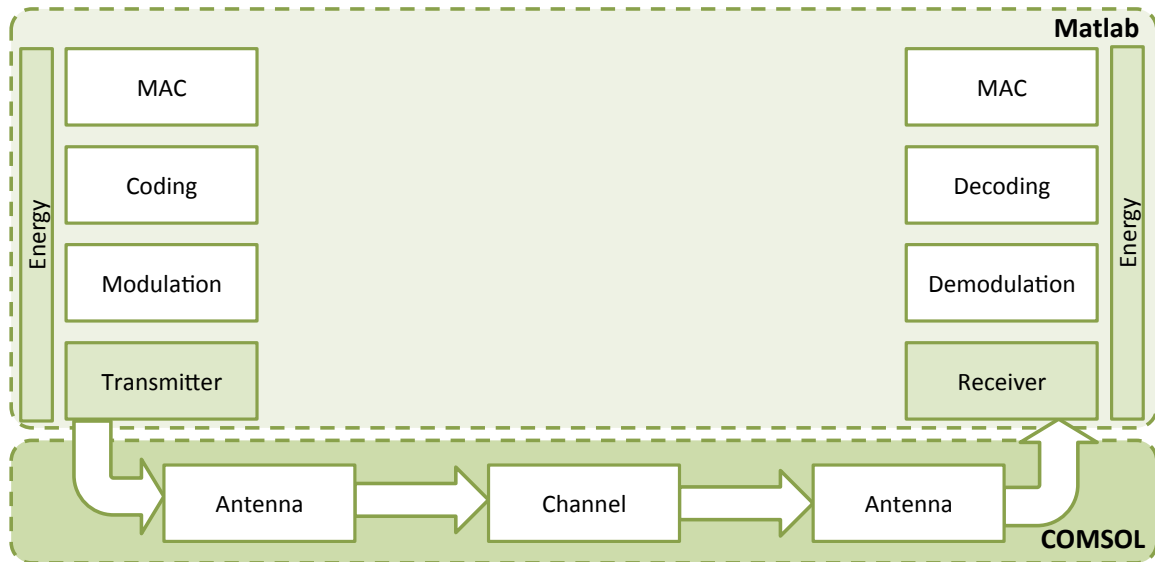 Matlab
Energy
MAC
Coding
Modulation
Transmitter
MAC
Decoding
Demodulation
Receiver
Energy
Antenna
Channel
Antenna
COMSOL